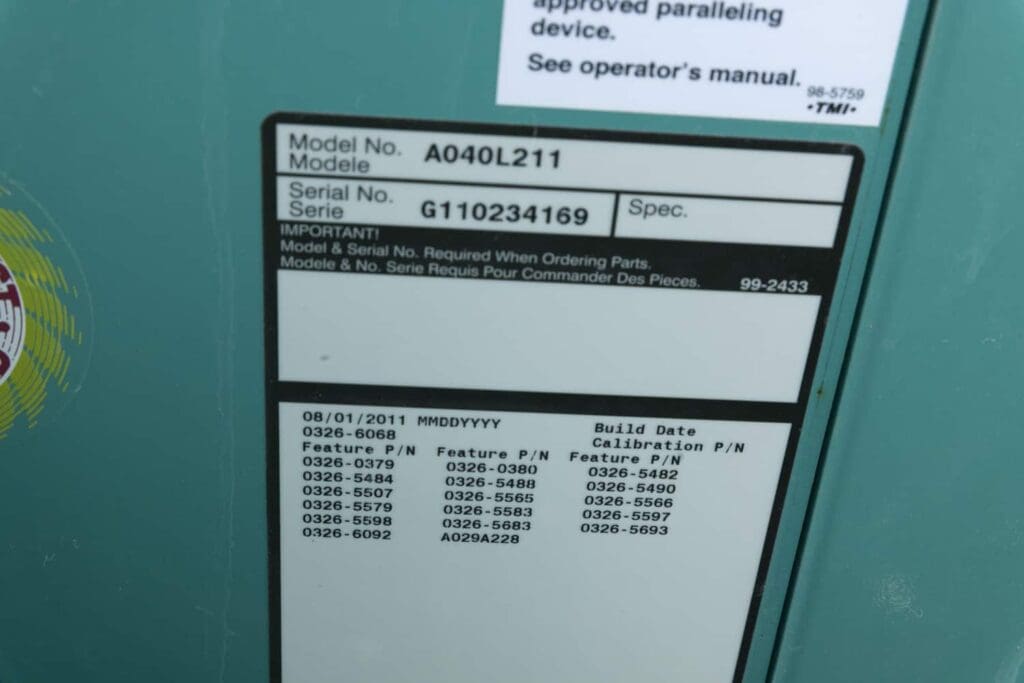 approved paralleling
device.
See operator's manual.
98-5759
•TMI•
Model No. A040L211
Modele
Serial No. G110234169 Spec.
Serie
IMPORTANT!
Model & Serial No. Required When Ordering Parts.
Modele & No. Serie Requis Pour Commander Des Pieces. 99-2433
08/01/2011 MMDDYYYY Build Date
0326-6068 Calibration P/N
Feature P/N Feature P/N Feature P/N
0326-0379 0326-0380 0326-5482
0326-5484 0326-5488 0326-5490
0326-5507 0326-5565 0326-5566
0326-5579 0326-5583 0326-5597
0326-5598 0326-5683 0326-5693
0326-6092 A029A228